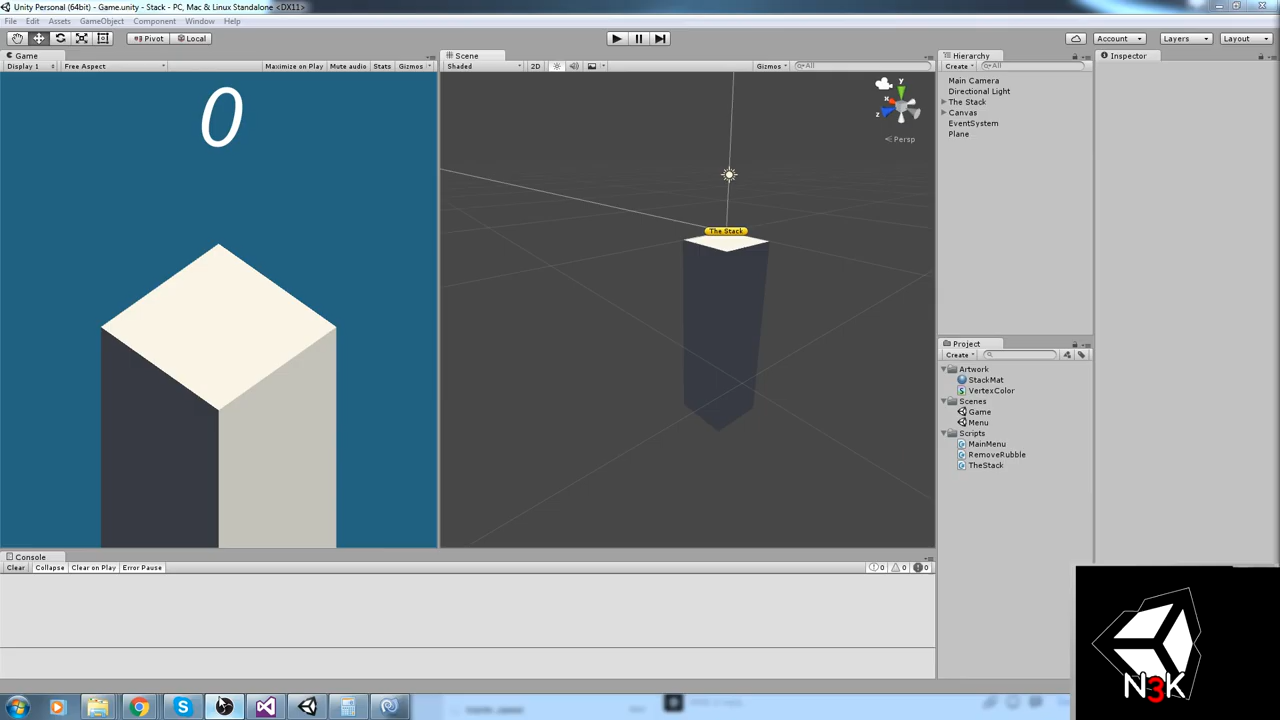 Unity Personal (64bit) - Game.unity - Stack - PC, Mac & Linux Standalone <DX11>
File Edit Assets GameObject Component Window Help
Pivot Local Account Layers Layout
Game Scene Hierarchy Inspector
Display 1 Free Aspect Maximize on Play Mute audio Stats Gizmos Shaded 2D Gizmos All Create All
0
y
x
z
Persp
The Stack
Main Camera
Directional Light
The Stack
Canvas
EventSystem
Plane
Project
Create
Artwork
StackMat
VertexColor
Scenes
Game
Menu
Scripts
MainMenu
RemoveRubble
TheStack
Console
Clear Collapse Clear on Play Error Pause 0 0 0
N3K